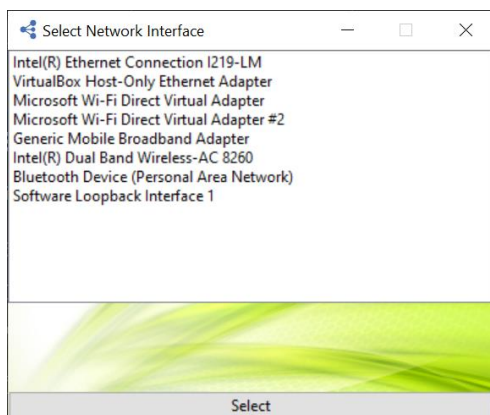 Select Network Interface
Intel(R) Ethernet Connection I219-LM
VirtualBox Host-Only Ethernet Adapter
Microsoft Wi-Fi Direct Virtual Adapter
Microsoft Wi-Fi Direct Virtual Adapter #2
Generic Mobile Broadband Adapter
Intel(R) Dual Band Wireless-AC 8260
Bluetooth Device (Personal Area Network)
Software Loopback Interface 1
Select